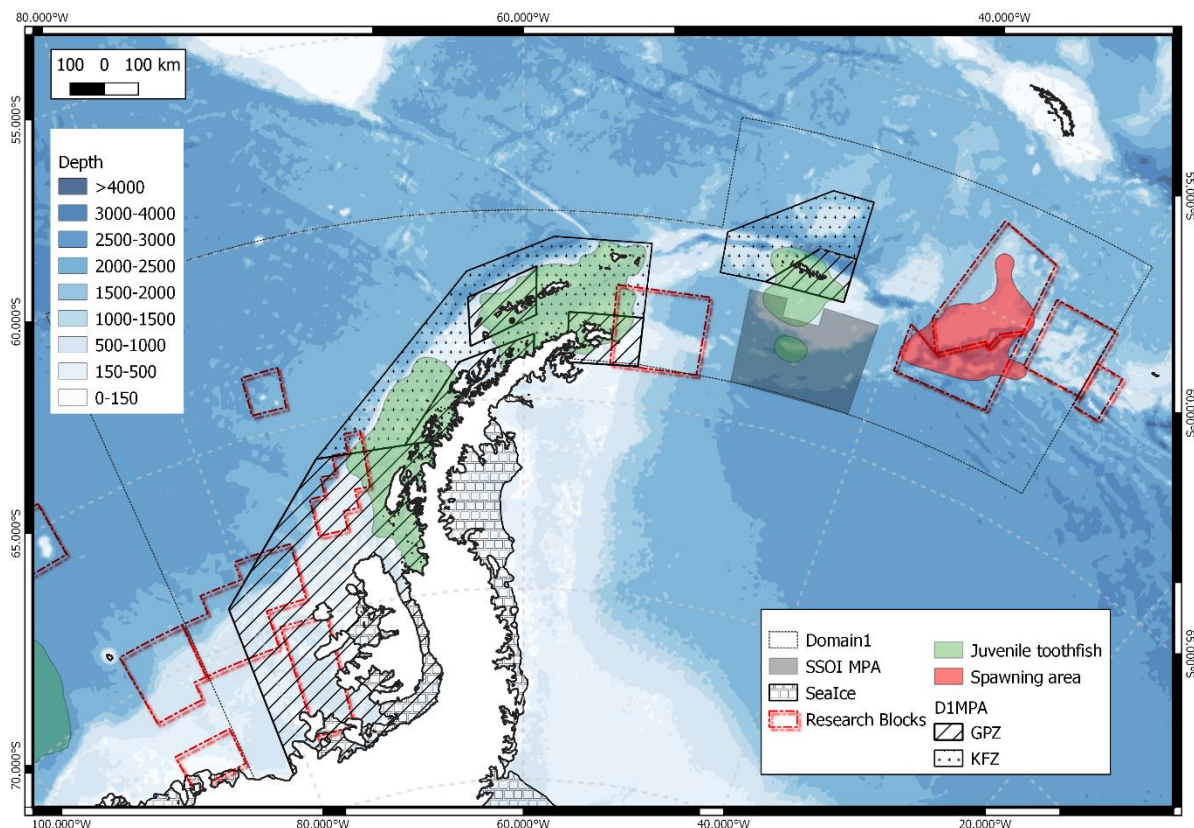 80.000°W 60.000°W 40.000°W
100 0 100 km
55.000°S
Depth
>4000
3000-4000
2500-3000
2000-2500
1500-2000
1000-1500
500-1000
150-500
0-150
55.000°S
60.000°S
60.000°S
65.000°S
65.000°S
70.000°S
Domain1
SSOI MPA
SeaIce
Research Blocks
Juvenile toothfish
Spawning area
D1MPA
GPZ
KFZ
100.000°W 80.000°W 60.000°W 40.000°W 20.000°W